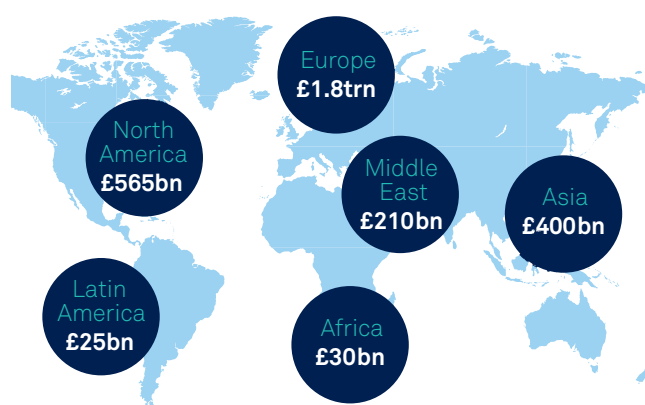 Europe
£1.8trn
North
America
£565bn
Middle
East
£210bn
Asia
£400bn
Latin
America
£25bn
Africa
£30bn